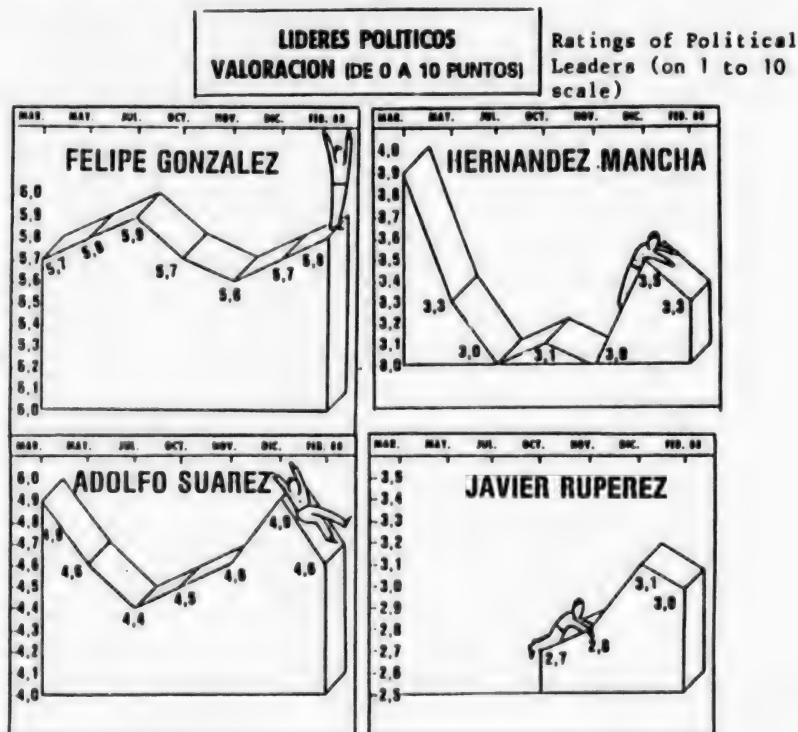 LIDERES POLITICOS
VALORACION (DE 0 A 10 PUNTOS)
Ratings of Political
Leaders (on 1 to 10
scale)
MAR. MAY. JUL. OCT. NOV. DIC. FEB. 88
FELIPE GONZALEZ
6,0
5,9
5,8
5,7
5,6
5,5
5,4
5,3
5,2
5,1
5,0
5,7 5,8 5,9 5,7 5,6 5,7 5,8
MAR. MAY. JUL. OCT. NOV. DIC. FEB. 88
HERNANDEZ MANCHA
4,0
3,9
3,8
3,7
3,6
3,5
3,4
3,3
3,2
3,1
3,0
3,3 3,0 3,1 3,0 3,5 3,3
MAR. MAY. JUL. OCT. NOV. DIC. FEB. 88
ADOLFO SUAREZ
5,0
4,9
4,8
4,7
4,6
4,5
4,4
4,3
4,2
4,1
4,0
4,9 4,6 4,4 4,5 4,6 4,9 4,6
MAR. MAY. JUL. OCT. NOV. DIC. FEB. 88
JAVIER RUPEREZ
3,5
3,4
3,3
3,2
3,1
3,0
2,9
2,8
2,7
2,6
2,5
2,7 2,8 3,1 3,0